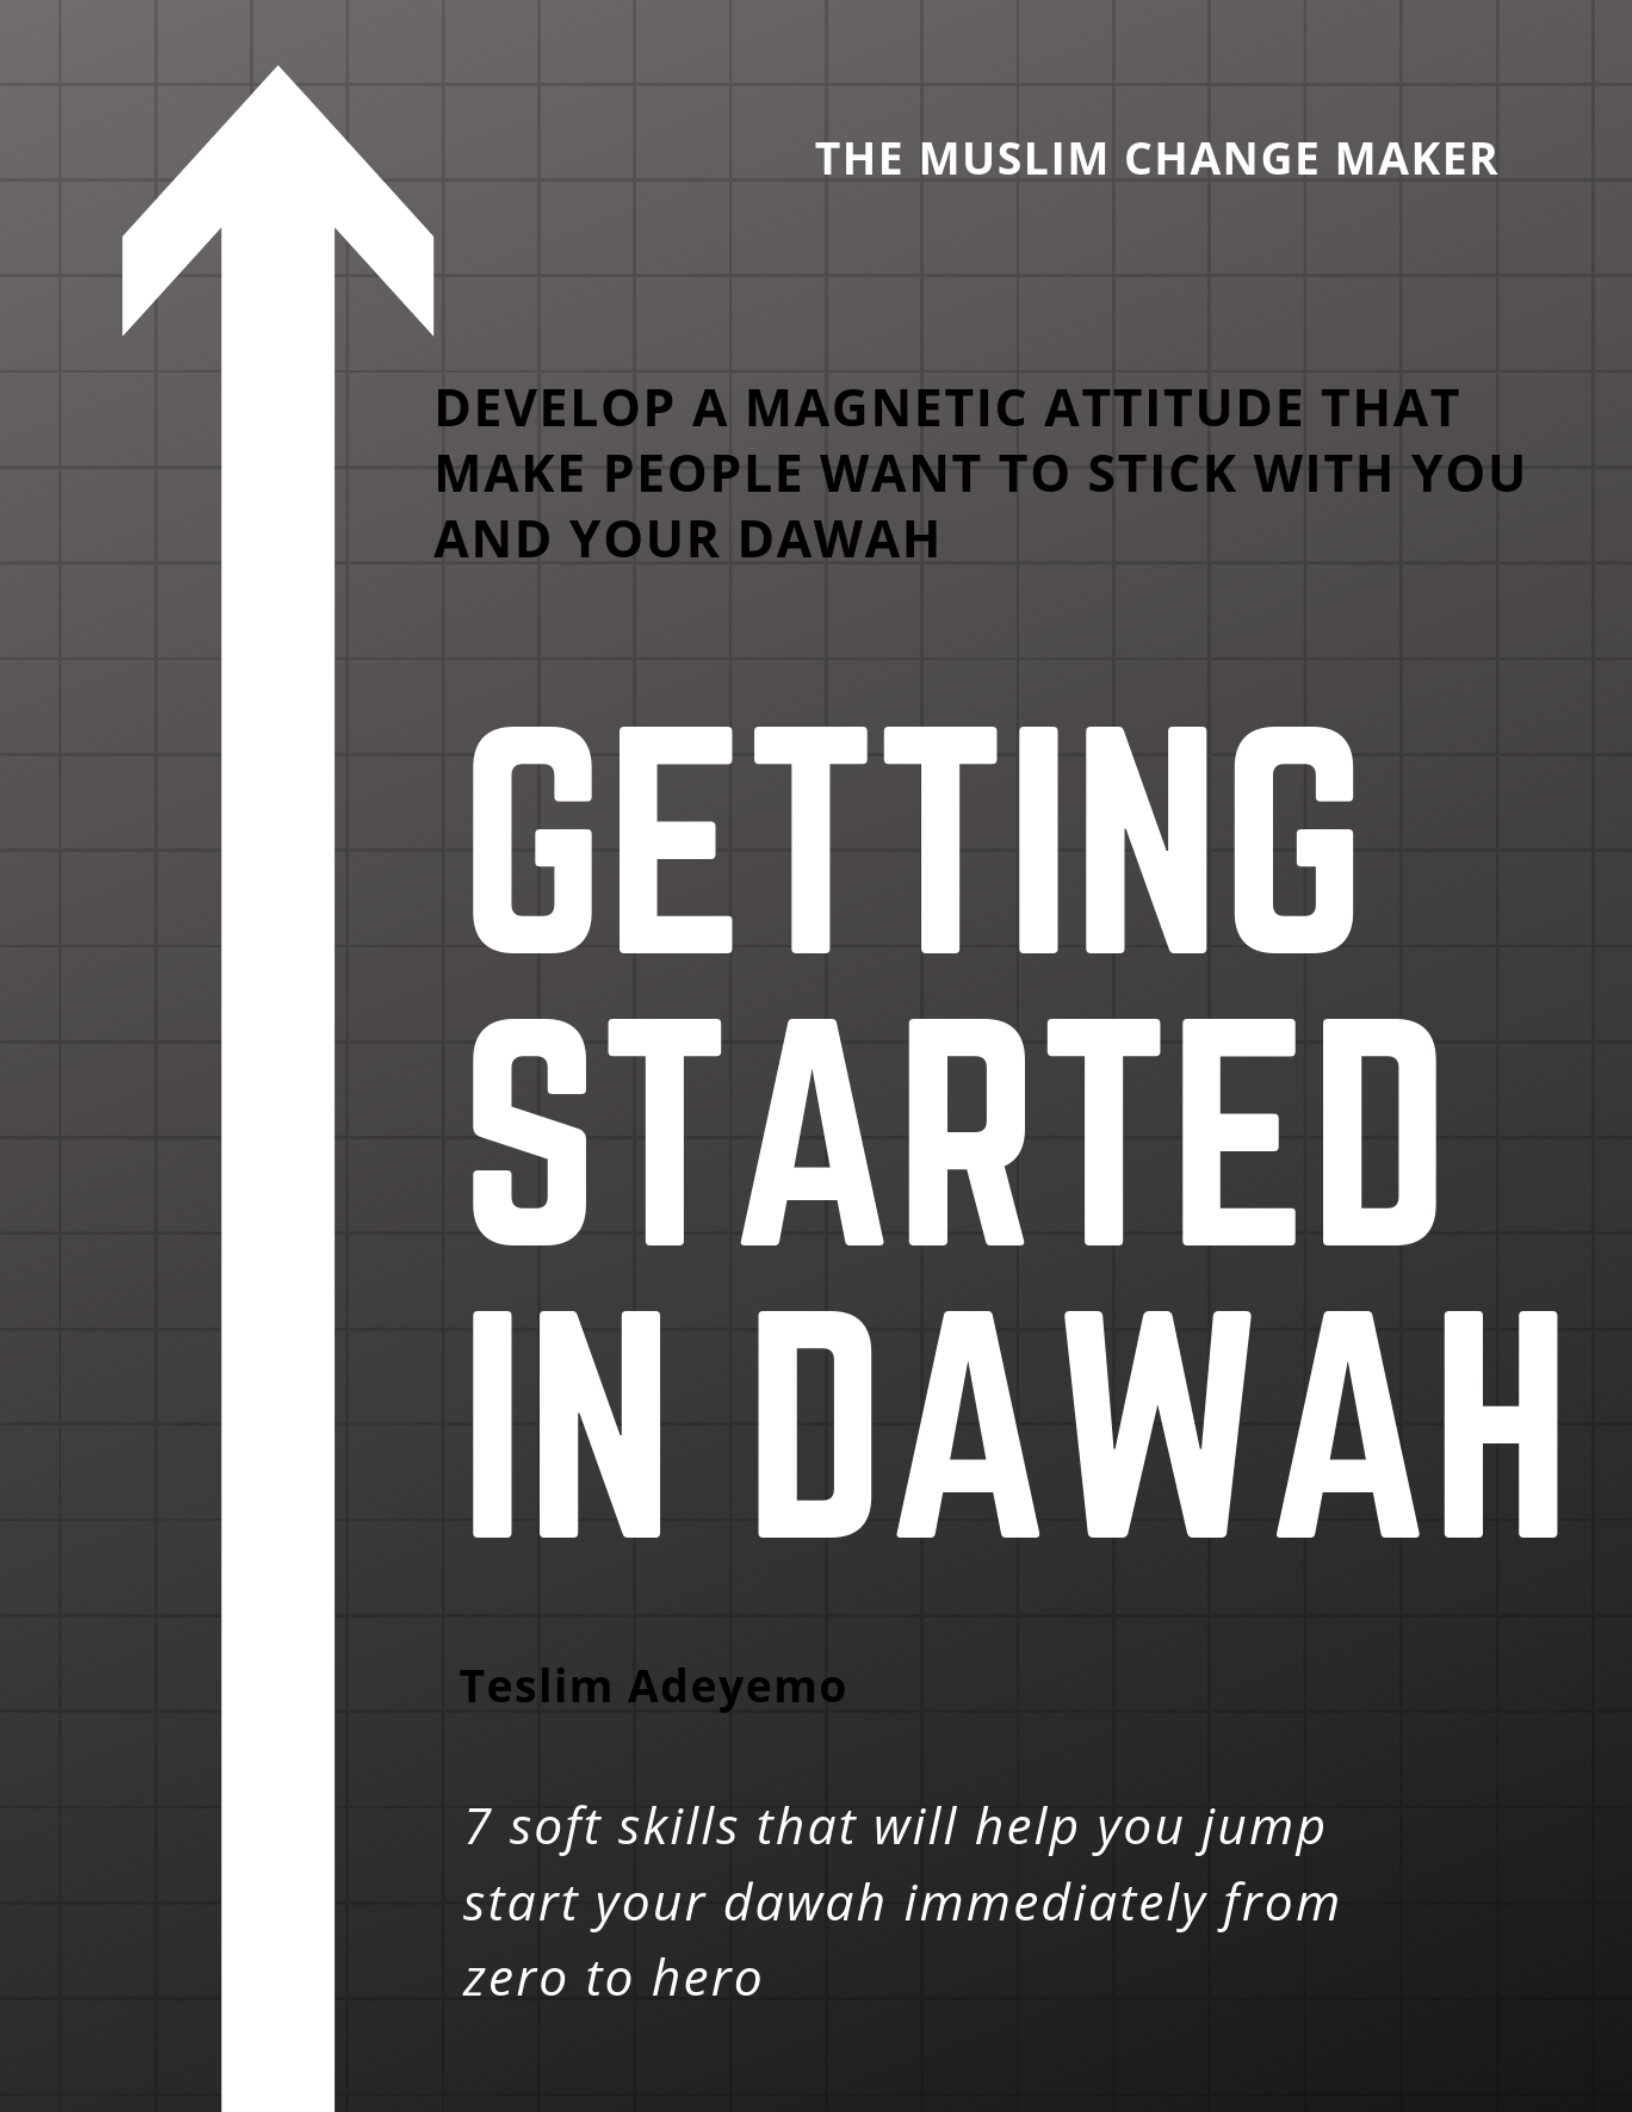 THE MUSLIM CHANGE MAKER
DEVELOP A MAGNETIC ATTITUDE THAT
MAKE PEOPLE WANT TO STICK WITH YOU
AND YOUR DAWAH
GETTING
STARTED
IN DAWAH
Teslim Adeyemo
7 soft skills that will help you jump
start your dawah immediately from
zero to hero